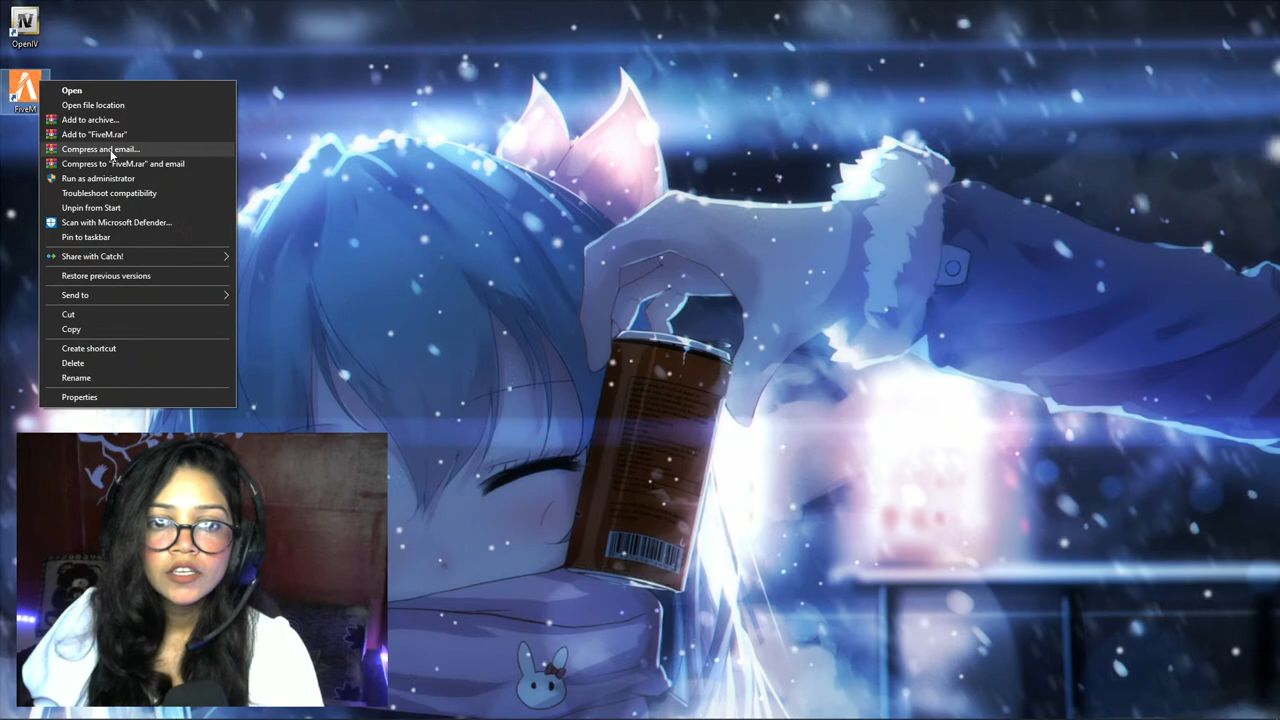 OpenIV
FiveM
Open
Open file location
Add to archive...
Add to "FiveM.rar"
Compress and email...
Compress to "FiveM.rar" and email
Run as administrator
Troubleshoot compatibility
Unpin from Start
Scan with Microsoft Defender...
Pin to taskbar
Share with Catch!
Restore previous versions
Send to
Cut
Copy
Create shortcut
Delete
Rename
Properties